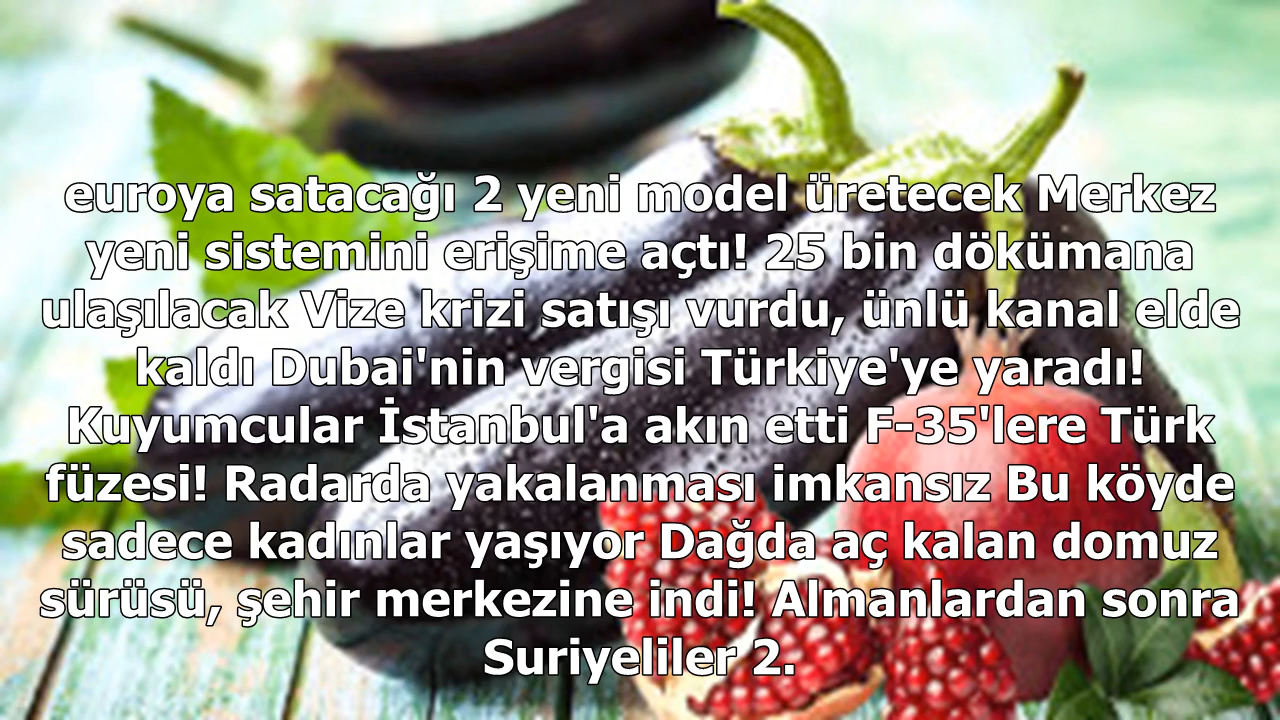 euroya satacağı 2 yeni model üretecek Merkez
yeni sistemini erişime açtı! 25 bin dökümana
ulaşılacak Vize krizi satışı vurdu, ünlü kanal elde
kaldı Dubai'nin vergisi Türkiye'ye yaradı!
Kuyumcular İstanbul'a akın etti F-35'lere Türk
füzesi! Radarda yakalanması imkansız Bu köyde
sadece kadınlar yaşıyor Dağda aç kalan domuz
sürüsü, şehir merkezine indi! Almanlardan sonra
Suriyeliler 2.